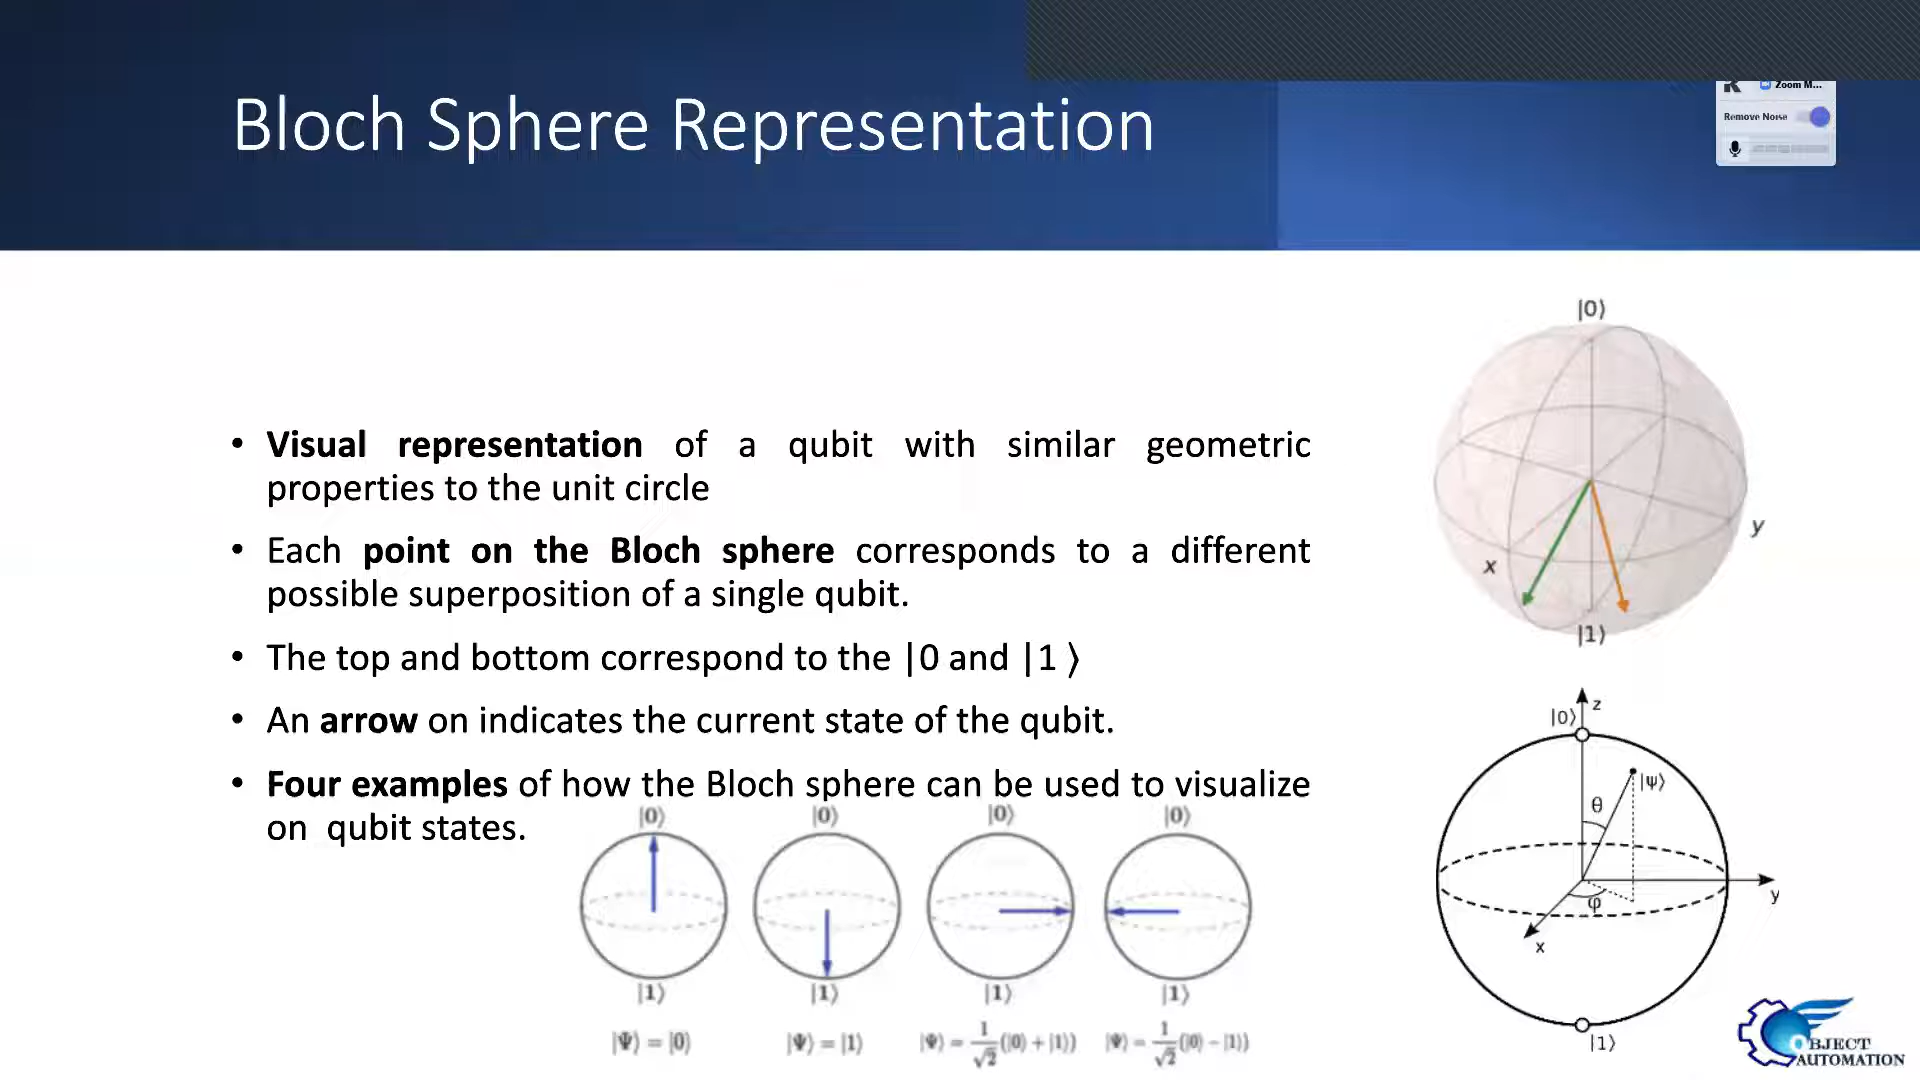 Zoom M...
Remove Noise
Bloch Sphere Representation
• Visual representation of a qubit with similar geometric
properties to the unit circle
• Each point on the Bloch sphere corresponds to a different
possible superposition of a single qubit.
• The top and bottom correspond to the |0 and |1 ⟩
• An arrow on indicates the current state of the qubit.
• Four examples of how the Bloch sphere can be used to visualize
on qubit states.
|0⟩ |0⟩ |0⟩ |0⟩
|1⟩ |1⟩ |1⟩ |1⟩
|Ψ⟩ = |0⟩ |Ψ⟩ = |1⟩ |Ψ⟩ = 1/√2(|0⟩ + |1⟩) |Ψ⟩ = 1/√2(|0⟩ − |1⟩)
|0⟩
y
x
|1⟩
z
|0⟩
|ψ⟩
θ
φ
y
x
|1⟩
OBJECT
AUTOMATION